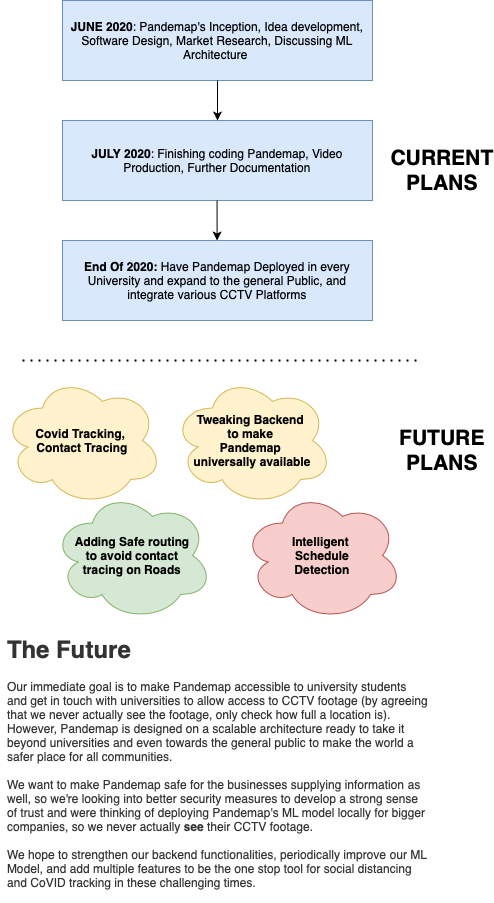 JUNE 2020: Pandemap's Inception, Idea development,
Software Design, Market Research, Discussing ML
Architecture
JULY 2020: Finishing coding Pandemap, Video
Production, Further Documentation
CURRENT
PLANS
End Of 2020: Have Pandemap Deployed in every
University and expand to the general Public, and
integrate various CCTV Platforms
Covid Tracking,
Contact Tracing
Tweaking Backend
to make
Pandemap
universally available
FUTURE
PLANS
Adding Safe routing
to avoid contact
tracing on Roads
Intelligent
Schedule
Detection
The Future
Our immediate goal is to make Pandemap accessible to university students
and get in touch with universities to allow access to CCTV footage (by agreeing
that we never actually see the footage, only check how full a location is).
However, Pandemap is designed on a scalable architecture ready to take it
beyond universities and even towards the general public to make the world a
safer place for all communities.
We want to make Pandemap safe for the businesses supplying information as
well, so we're looking into better security measures to develop a strong sense
of trust and were thinking of deploying Pandemap's ML model locally for bigger
companies, so we never actually see their CCTV footage.
We hope to strengthen our backend functionalities, periodically improve our ML
Model, and add multiple features to be the one stop tool for social distancing
and CoVID tracking in these challenging times.